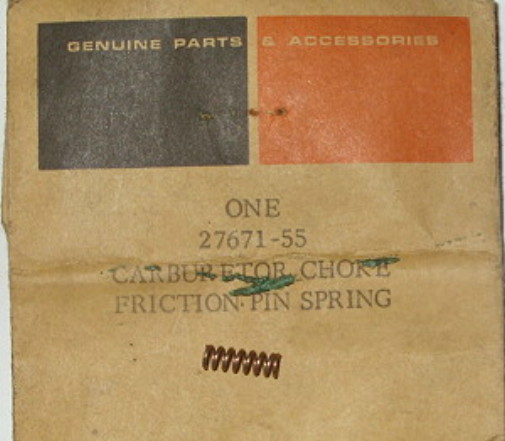 GENUINE PARTS & ACCESSORIES
ONE
27671-55
CARBURETOR CHOKE
FRICTION PIN SPRING